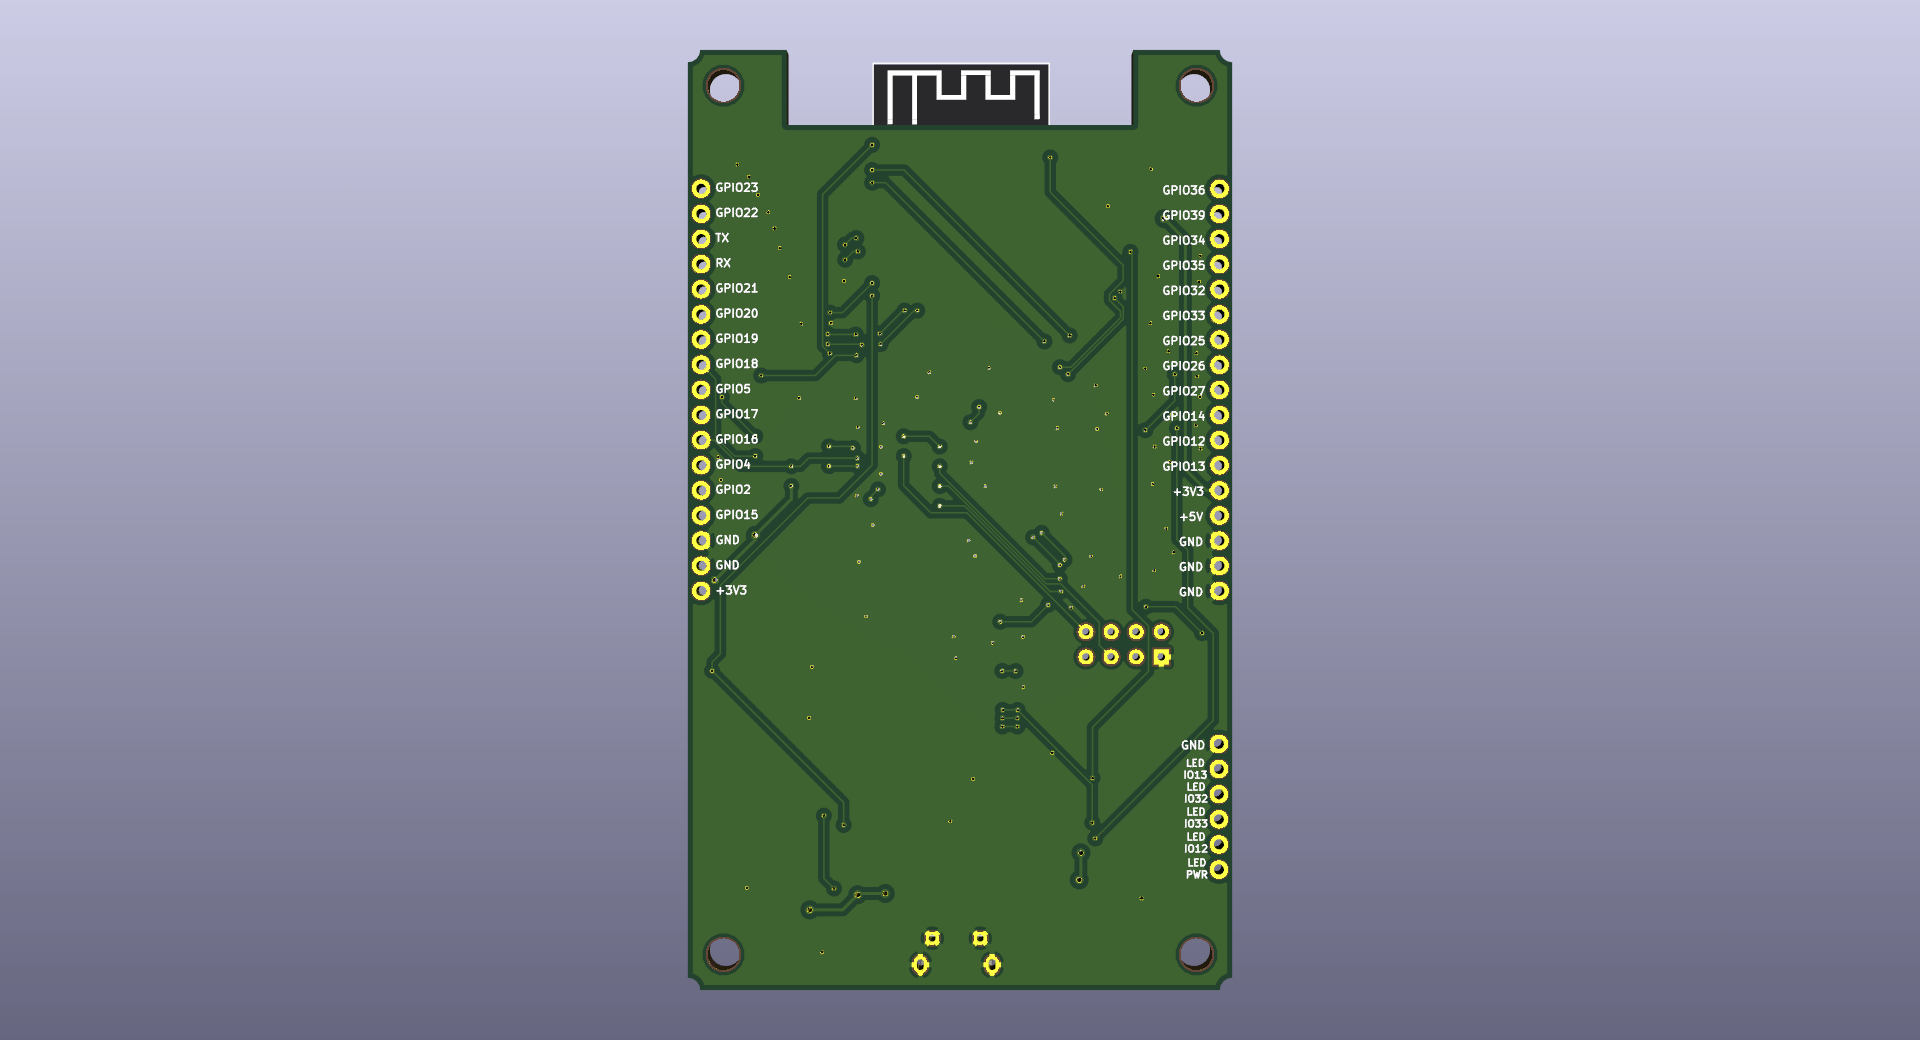 GPIO23
GPIO22
TX
RX
GPIO21
GPIO20
GPIO19
GPIO18
GPIO5
GPIO17
GPIO16
GPIO4
GPIO2
GPIO15
GND
GND
+3V3
GPIO36
GPIO39
GPIO34
GPIO35
GPIO32
GPIO33
GPIO25
GPIO26
GPIO27
GPIO14
GPIO12
GPIO13
+3V3
+5V
GND
GND
GND
GND
LED
IO13
LED
IO32
LED
IO33
LED
IO12
LED
PWR